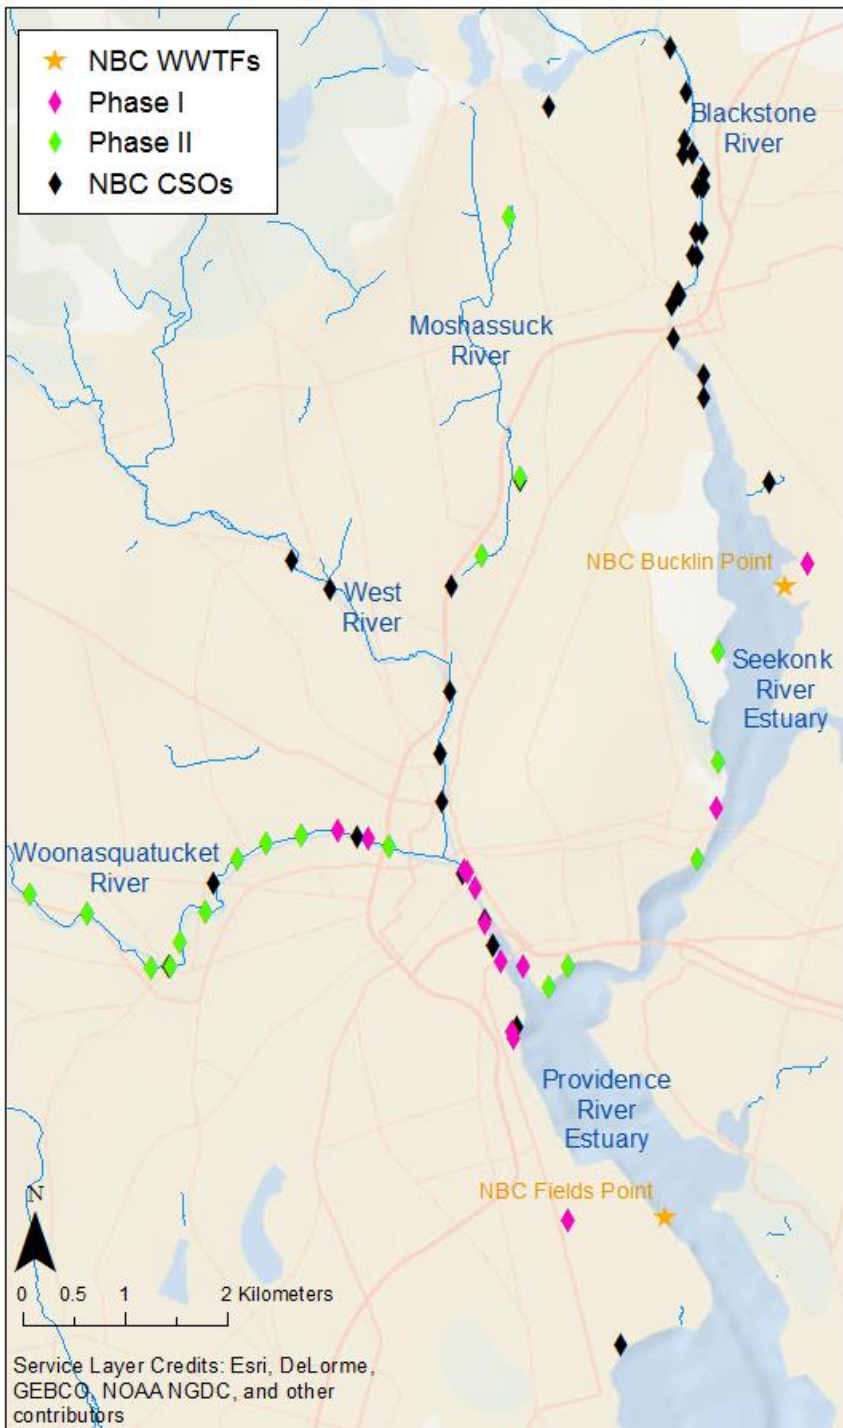 NBC WWTFs
Phase I
Phase II
NBC CSOs
Blackstone
River
Moshassuck
River
NBC Bucklin Point
West
River
Seekonk
River
Estuary
Woonasquatucket
River
Providence
River
Estuary
NBC Fields Point
N
0 0.5 1 2 Kilometers
Service Layer Credits: Esri, DeLorme,
GEBCO, NOAA NGDC, and other
contributors